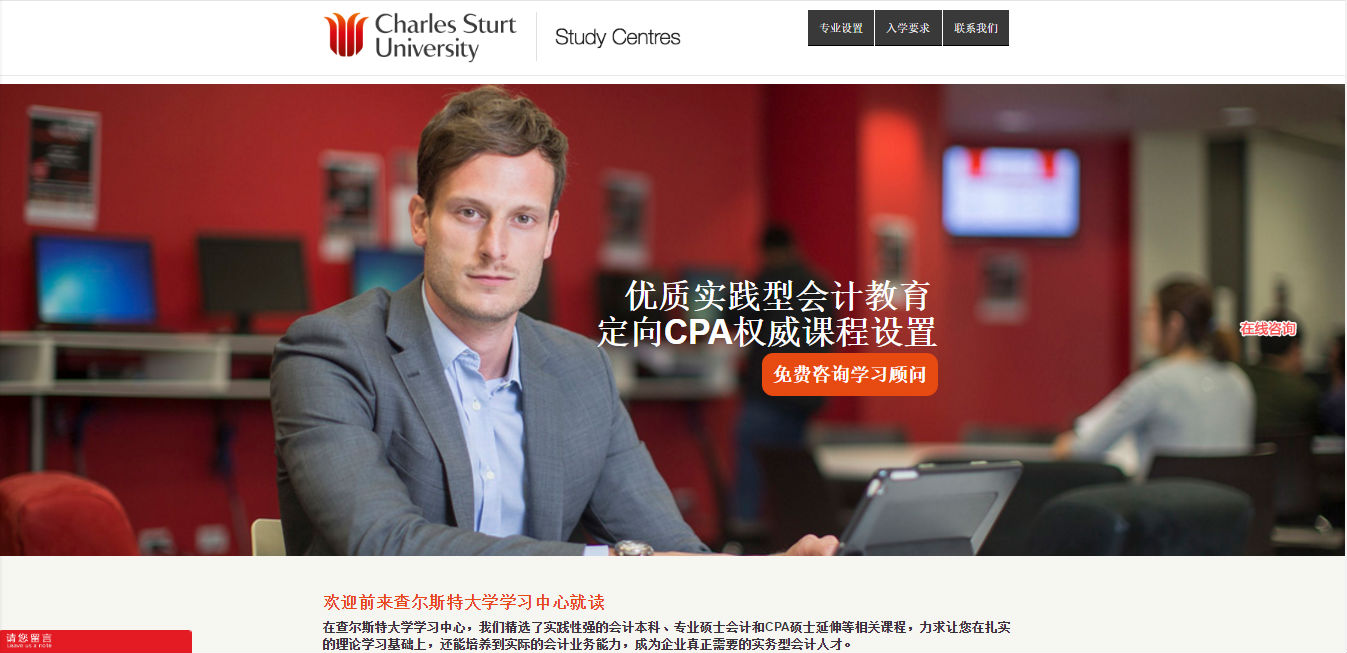 Charles Sturt
University
Study Centres
专业设置
入学要求
联系我们
优质实践型会计教育
定向CPA权威课程设置
免费咨询学习顾问
在线咨询
欢迎前来查尔斯特大学学习中心就读
在查尔斯特大学学习中心，我们精选了实践性强的会计本科、专业硕士会计和CPA硕士延伸等相关课程，力求让您在扎实
的理论学习基础上，还能培养到实际的会计业务能力，成为企业真正需要的实务型会计人才。
请您留言
Leave us a note